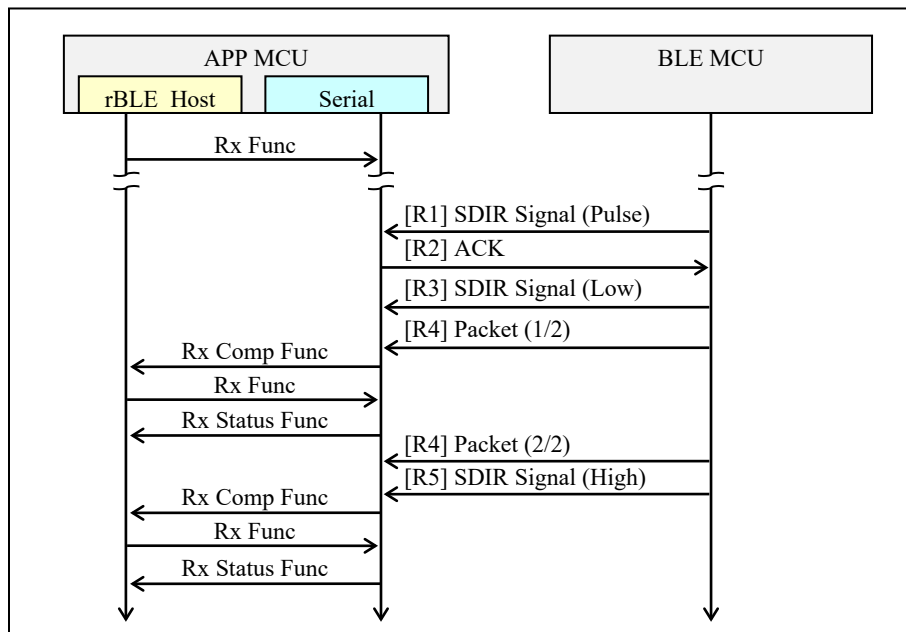 APP MCU
BLE MCU
rBLE_Host
Serial
Rx Func
[R1] SDIR Signal (Pulse)
[R2] ACK
[R3] SDIR Signal (Low)
[R4] Packet (1/2)
Rx Comp Func
Rx Func
Rx Status Func
[R4] Packet (2/2)
[R5] SDIR Signal (High)
Rx Comp Func
Rx Func
Rx Status Func